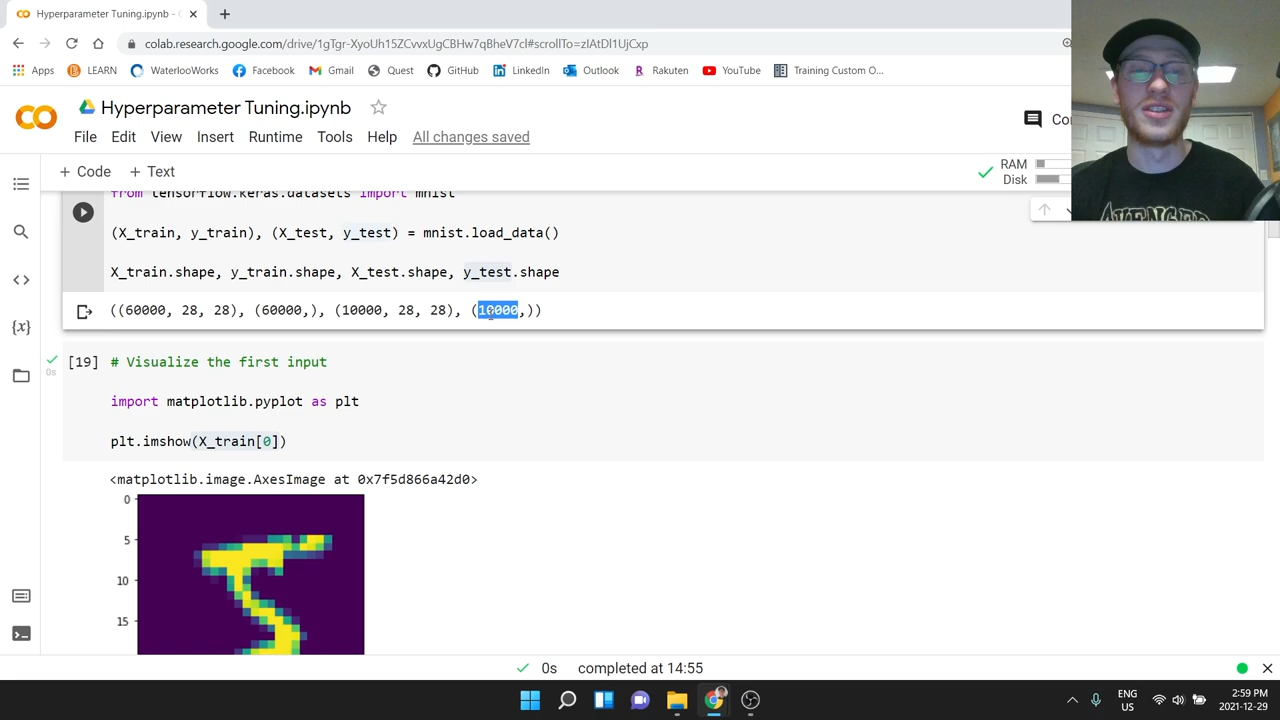 Hyperparameter Tuning.ipynb -
colab.research.google.com/drive/1gTgr-XycUh15ZCvvxUgCBHw7qBheV7cl#scrollTo=zIAtDl1UjCxp
Apps LEARN WaterlooWorks Facebook Gmail Quest GitHub LinkedIn Outlook Rakuten YouTube Training Custom O...
Hyperparameter Tuning.ipynb
File Edit View Insert Runtime Tools Help All changes saved
+ Code + Text
RAM
Disk
from tensorflow.keras.datasets import mnist
(X_train, y_train), (X_test, y_test) = mnist.load_data()
X_train.shape, y_train.shape, X_test.shape, y_test.shape
((60000, 28, 28), (60000,), (10000, 28, 28), (10000,))
[19] # Visualize the first input
0s
import matplotlib.pyplot as plt
plt.imshow(X_train[0])
<matplotlib.image.AxesImage at 0x7f5d866a42d0>
0
5
10
15
0s completed at 14:55
ENG
US
2:59 PM
2021-12-29